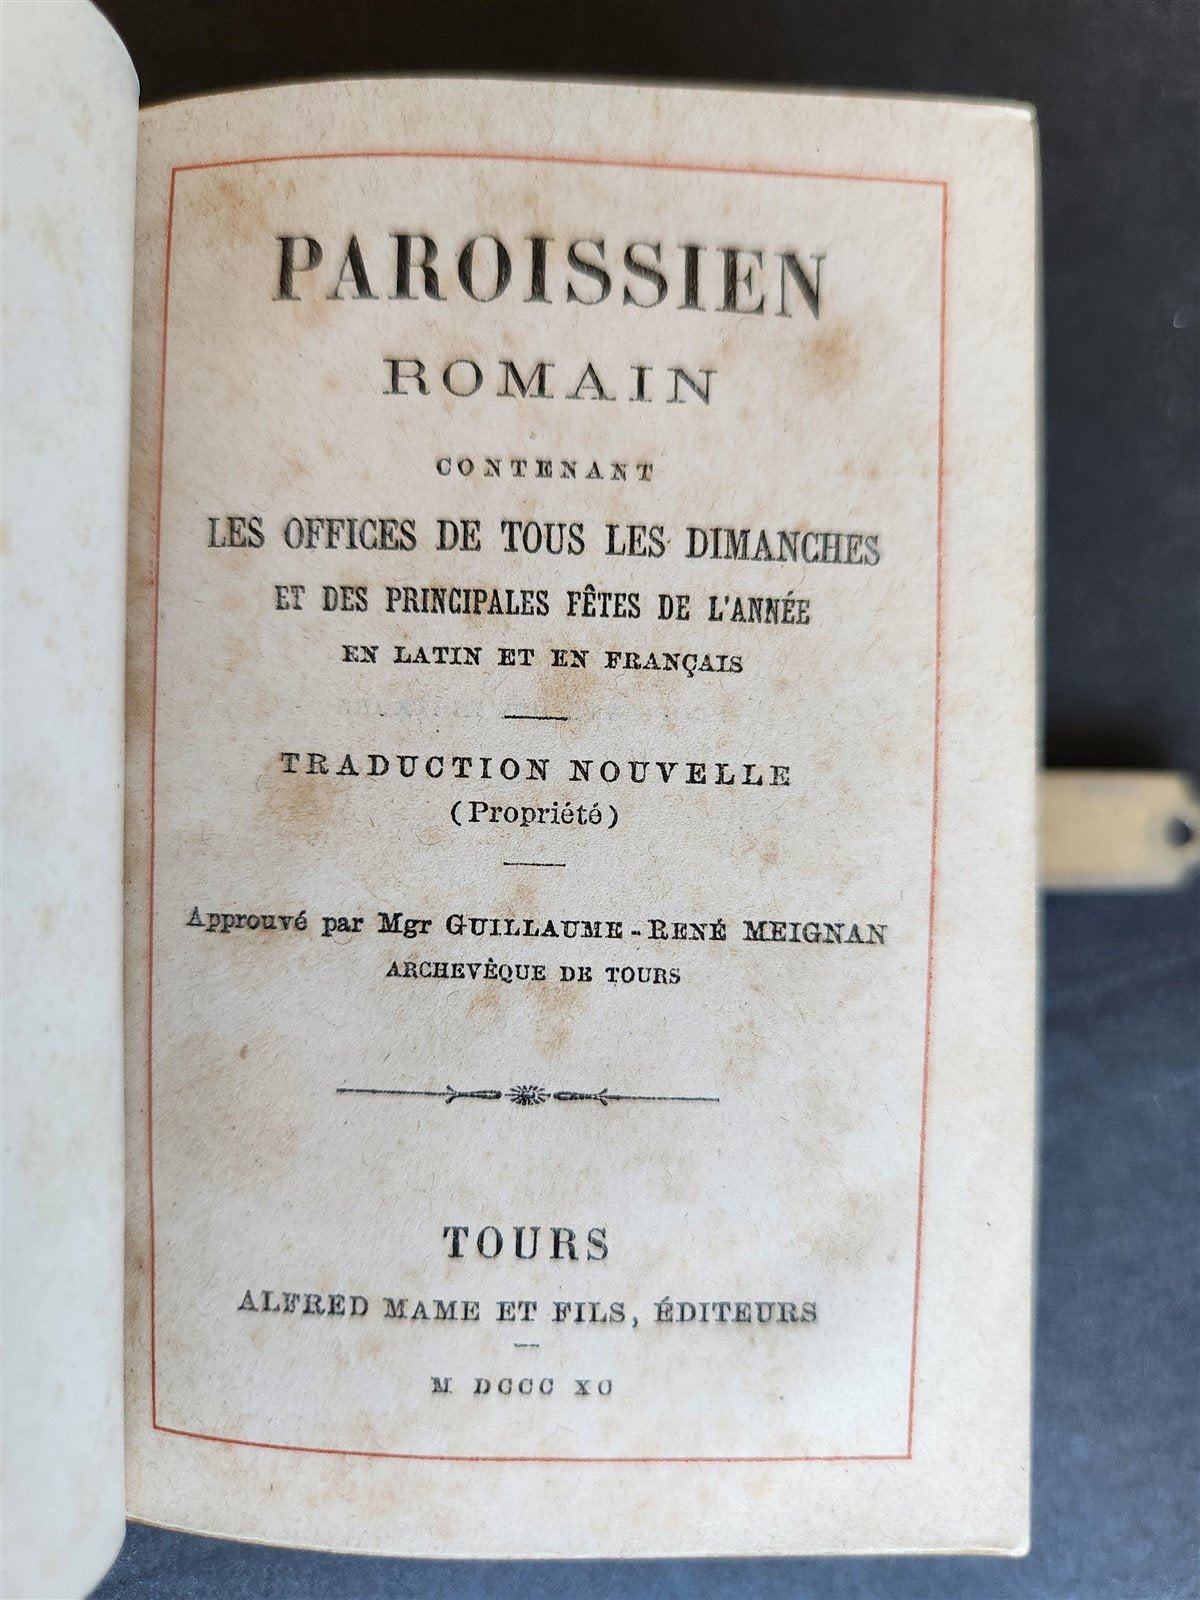 PAROISSIEN
ROMAIN
CONTENANT
LES OFFICES DE TOUS LES DIMANCHES
ET DES PRINCIPALES FÊTES DE L'ANNÉE
EN LATIN ET EN FRANÇAIS
TRADUCTION NOUVELLE
(Propriété)
Approuvé par Mgr GUILLAUME-RENÉ MEIGNAN
ARCHEVÊQUE DE TOURS
TOURS
ALFRED MAME ET FILS, ÉDITEURS
M DCCC XC